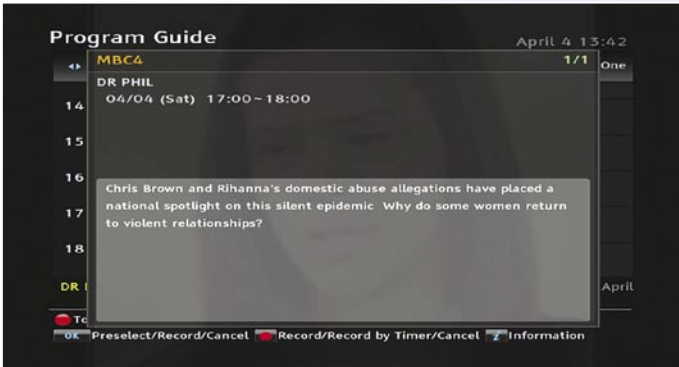 Program Guide
April 4 13:42
MBC4 1/1
One
DR PHIL
04/04 (Sat) 17:00~18:00
14
15
16
17
18
Chris Brown and Rihanna's domestic abuse allegations have placed a
national spotlight on this silent epidemic Why do some women return
to violent relationships?
DR
April
OK Preselect/Record/Cancel Record/Record by Timer/Cancel i Information